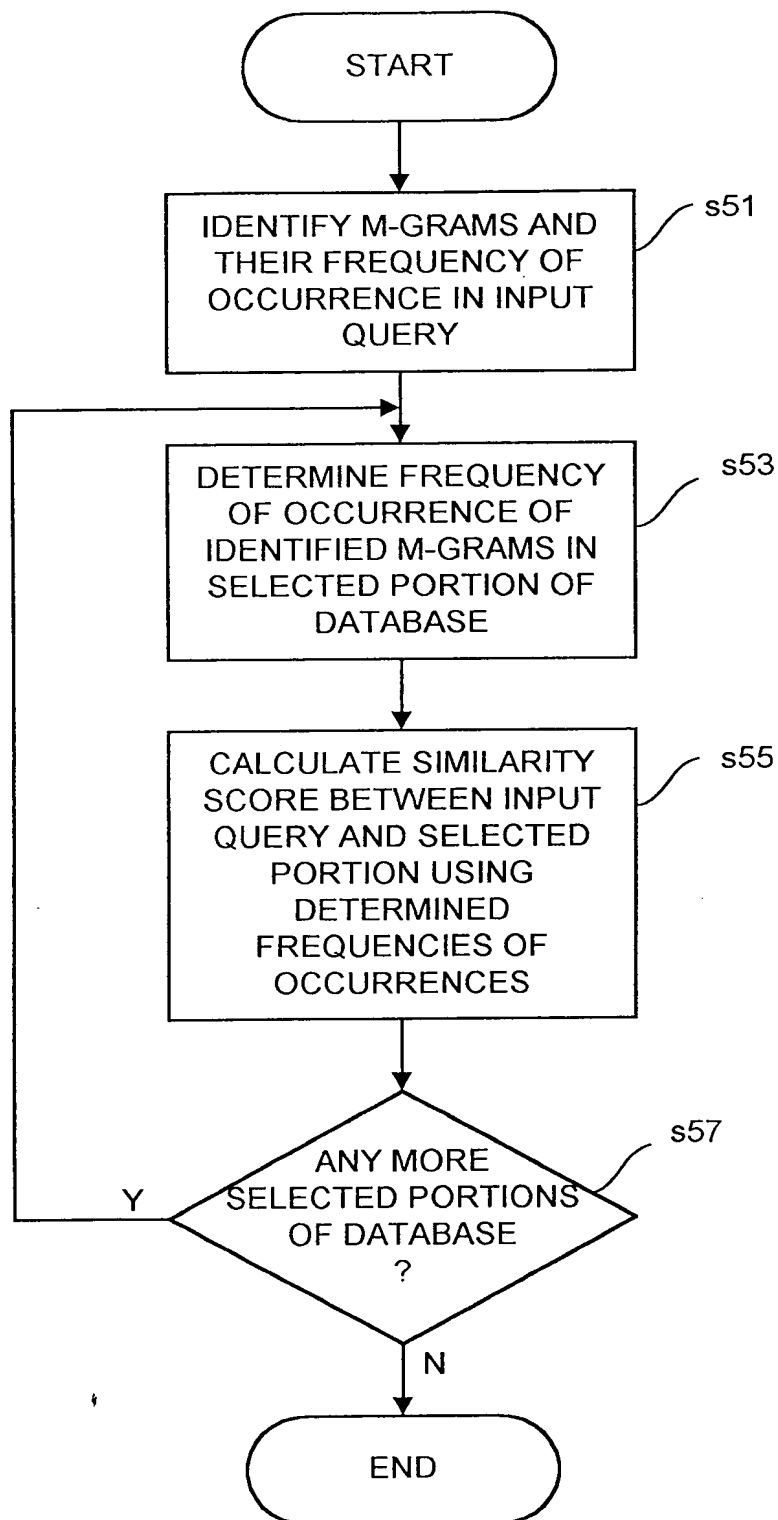 START
IDENTIFY M-GRAMS AND
THEIR FREQUENCY OF
OCCURRENCE IN INPUT
QUERY
s51
DETERMINE FREQUENCY
OF OCCURRENCE OF
IDENTIFIED M-GRAMS IN
SELECTED PORTION OF
DATABASE
s53
CALCULATE SIMILARITY
SCORE BETWEEN INPUT
QUERY AND SELECTED
PORTION USING
DETERMINED
FREQUENCIES OF
OCCURRENCES
s55
ANY MORE
SELECTED PORTIONS
OF DATABASE
?
s57
Y
N
END